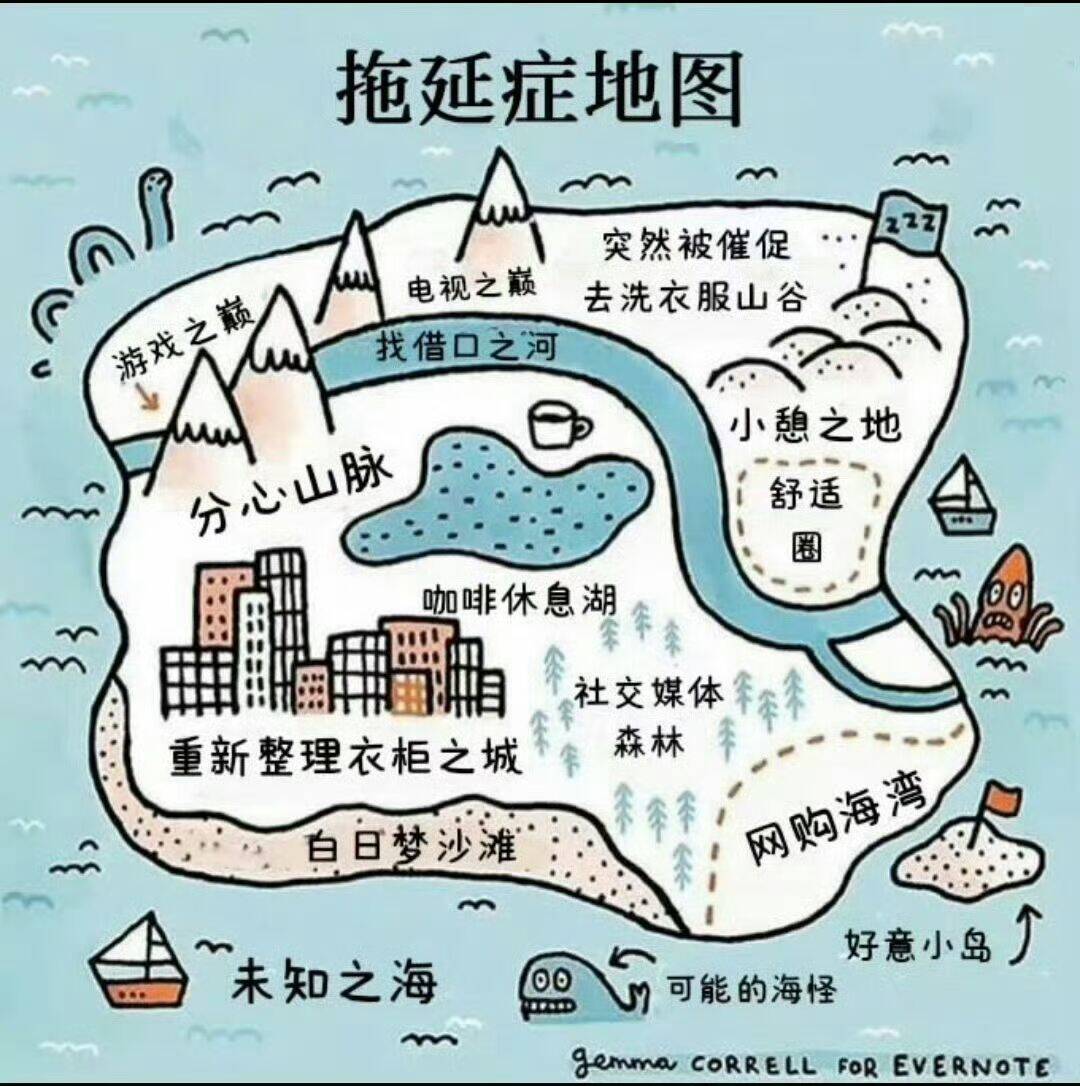 拖延症地图
zzz
突然被催促
去洗衣服山谷
电视之巅
游戏之巅
找借口之河
小憩之地
分心山脉
舒适
圈
咖啡休息湖
社交媒体
森林
重新整理衣柜之城
网购海湾
白日梦沙滩
好意小岛
未知之海
可能的海怪
gemma CORRELL FOR EVERNOTE